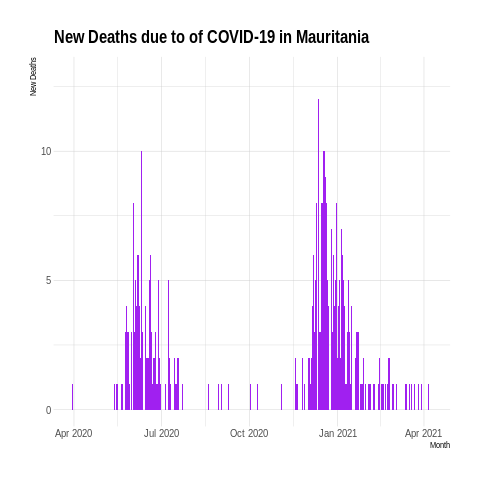 New Deaths due to of COVID-19 in Mauritania
New Deaths
10
5
0
Apr 2020 Jul 2020 Oct 2020 Jan 2021 Apr 2021
Month